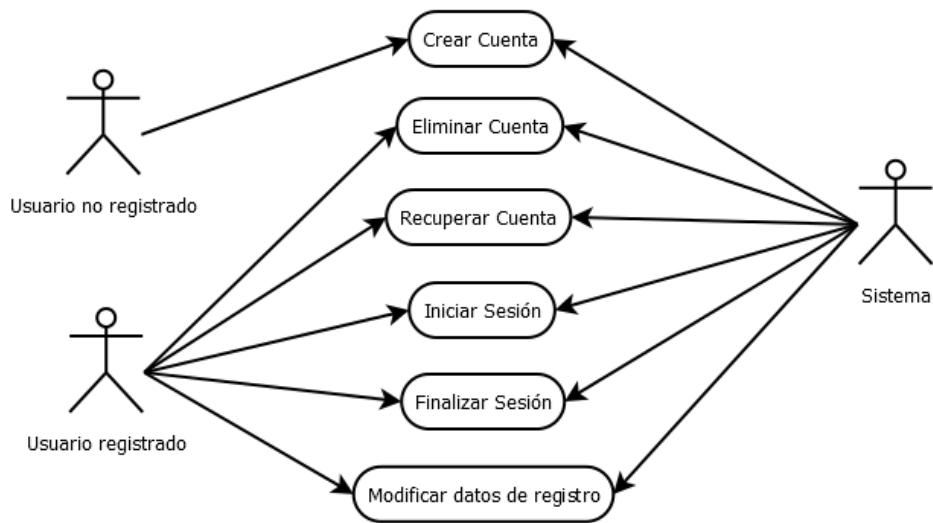 Crear Cuenta
Eliminar Cuenta
Usuario no registrado
Recuperar Cuenta
Sistema
Iniciar Sesión
Finalizar Sesión
Usuario registrado
Modificar datos de registro